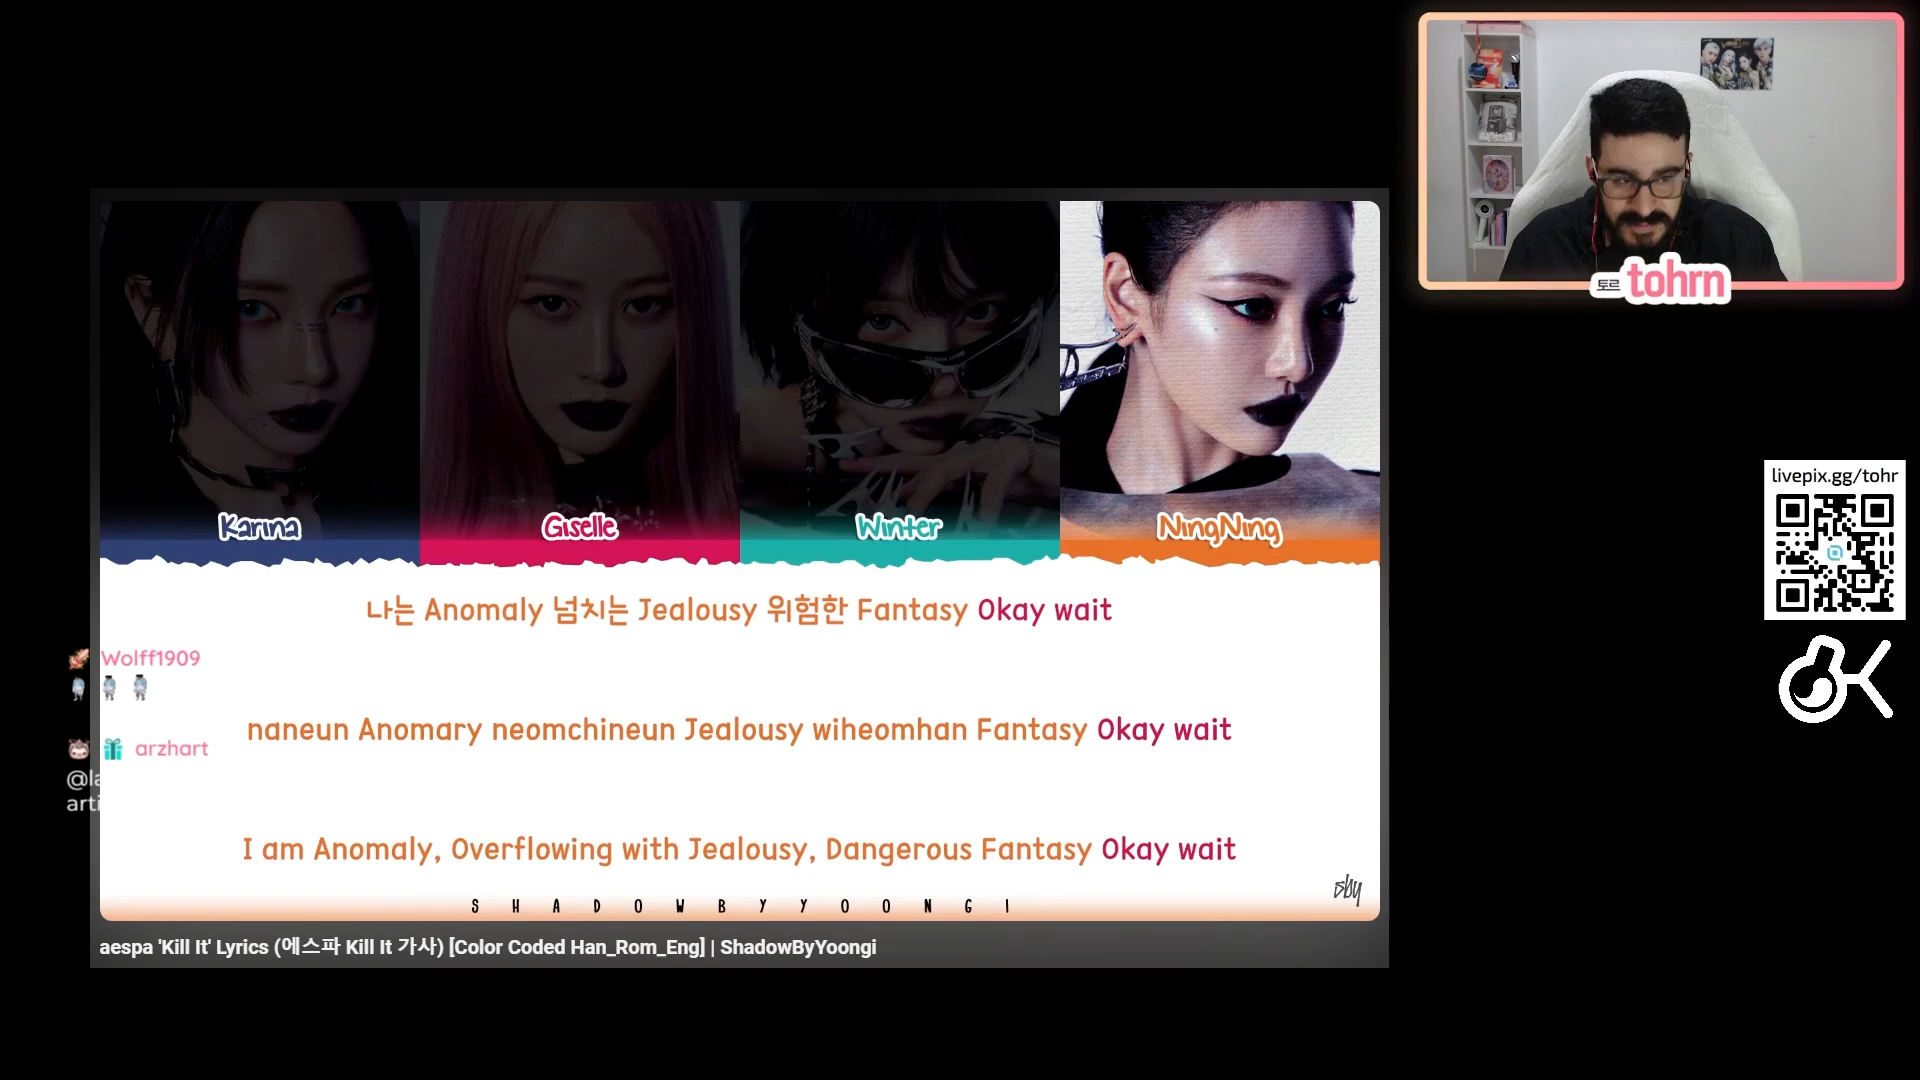 토르 tohrn
livepix.gg/tohr
Karina
Giselle
Winter
NingNing
나는 Anomaly 넘치는 Jealousy 위험한 Fantasy Okay wait
Wolff1909
naneun Anomary neomchineun Jealousy wiheomhan Fantasy Okay wait
arzhart
I am Anomaly, Overflowing with Jealousy, Dangerous Fantasy Okay wait
sby
SHADOWBYYOONGI
aespa 'Kill It' Lyrics (에스파 Kill It 가사) [Color Coded Han_Rom_Eng] | ShadowByYoongi